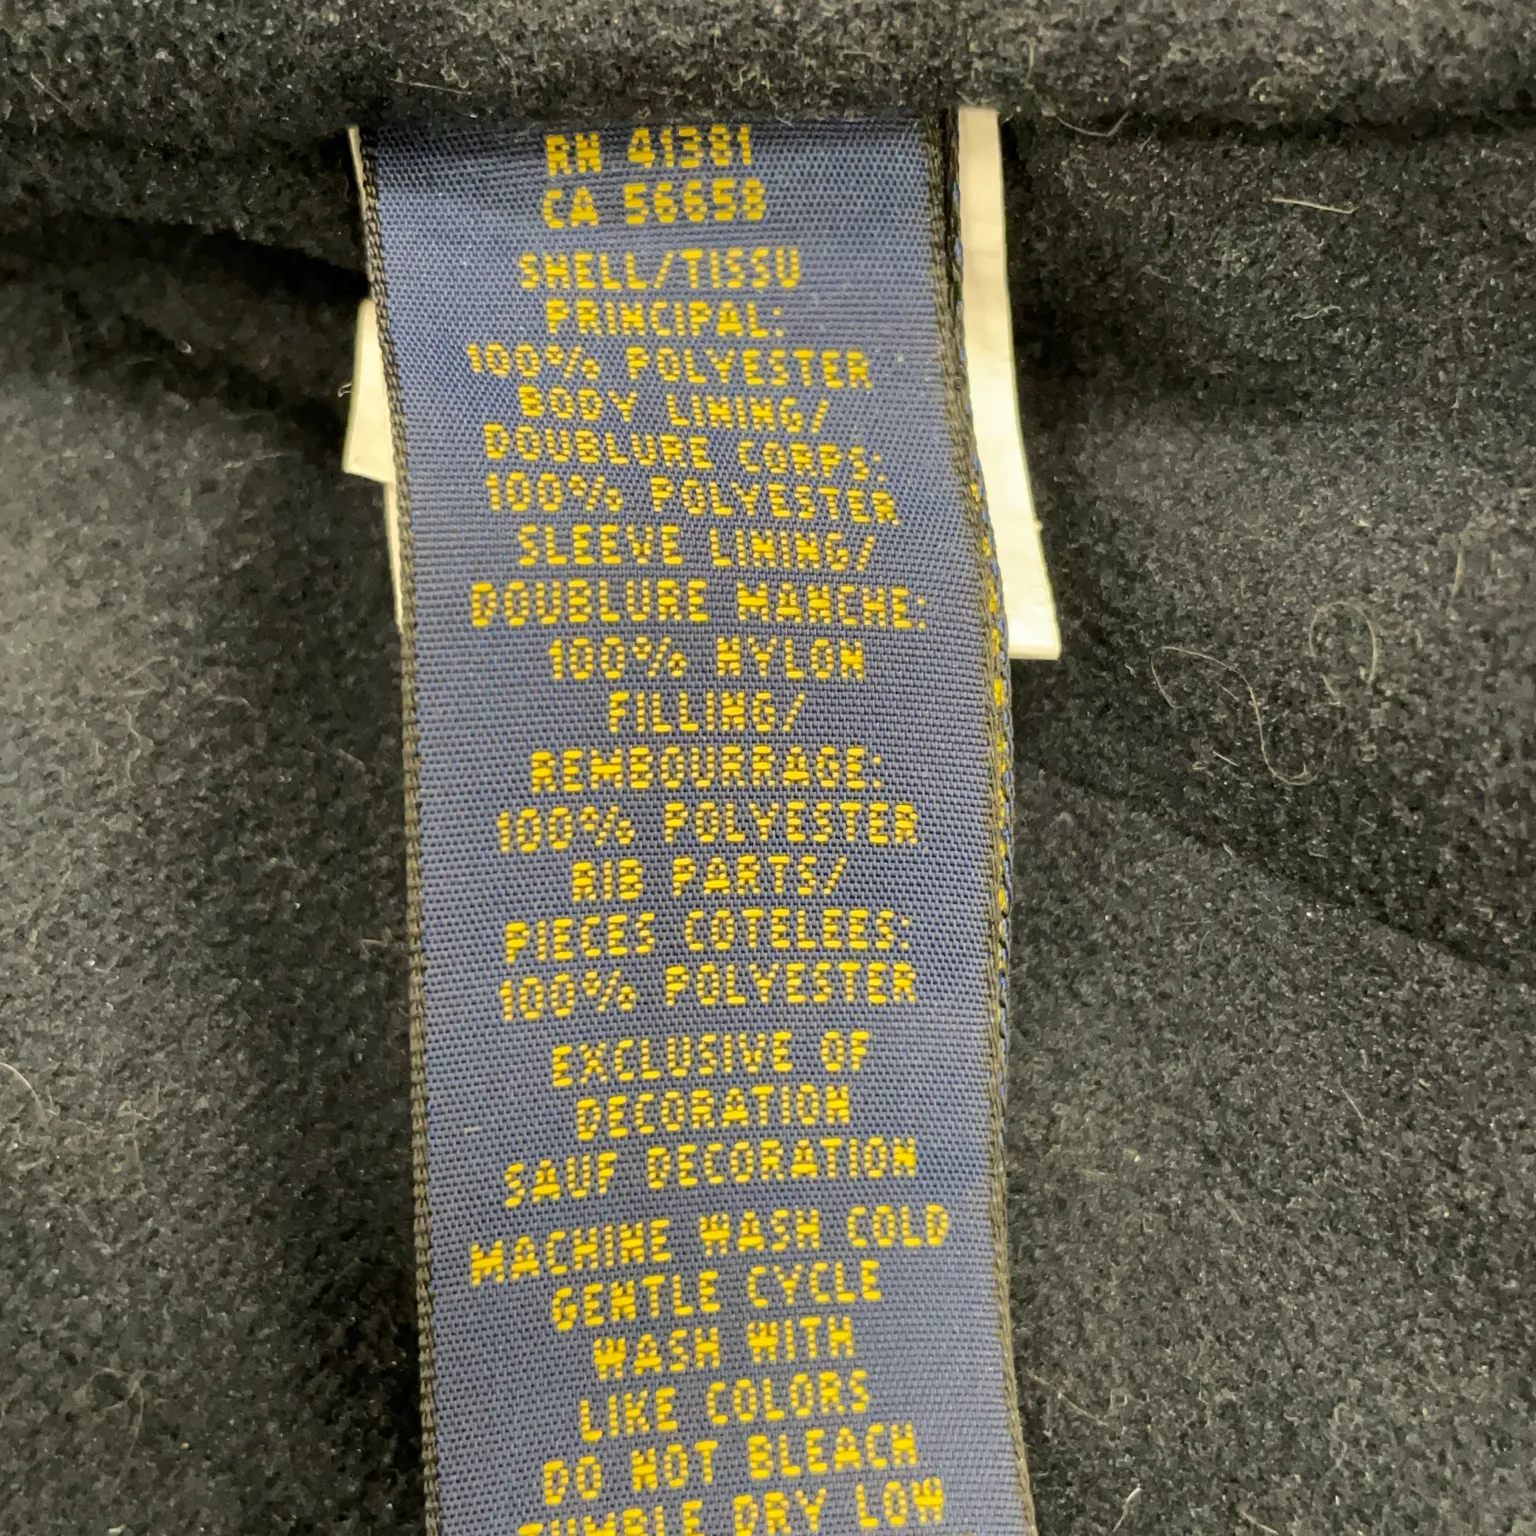 RN 41381
CA 56658
SHELL/TISSU
PRINCIPAL:
100% POLYESTER
BODY LINING/
DOUBLURE CORPS:
100% POLYESTER
SLEEVE LINING/
DOUBLURE MANCHE:
100% NYLON
FILLING/
REMBOURRAGE:
100% POLYESTER
RIB PARTS/
PIECES COTELEES:
100% POLYESTER
EXCLUSIVE OF
DECORATION
SAUF DECORATION
MACHINE WASH COLD
GENTLE CYCLE
WASH WITH
LIKE COLORS
DO NOT BLEACH
TUMBLE DRY LOW